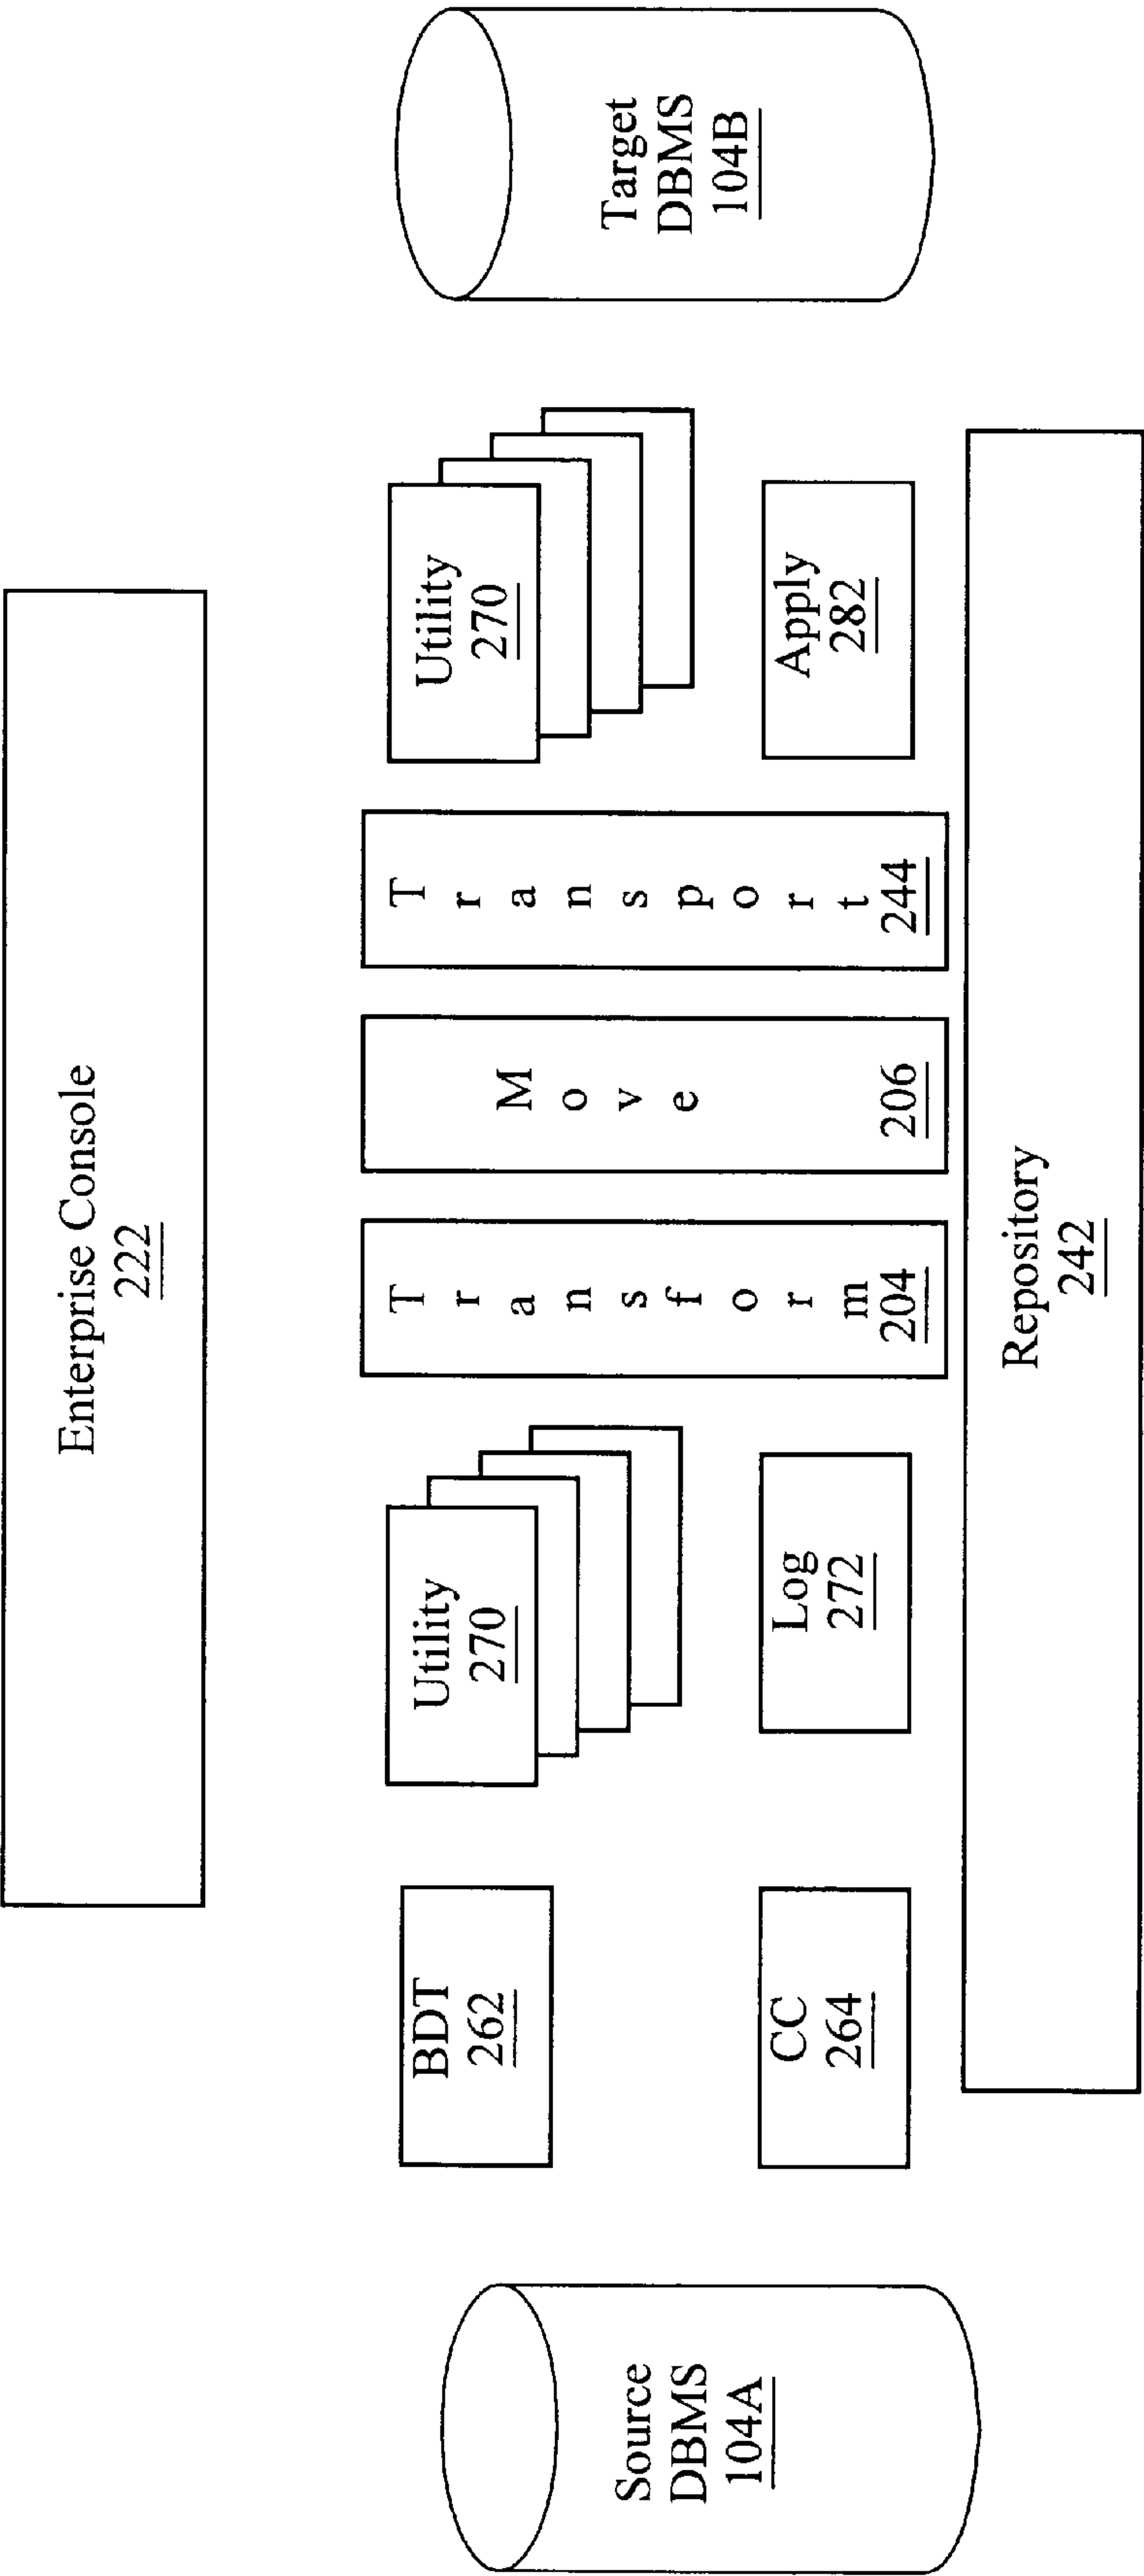 Enterprise Console
222
Source
DBMS
104A
BDT
262
CC
264
Utility
270
Log
272
Transform
204
Move
206
Transport
244
Utility
270
Apply
282
Target
DBMS
104B
Repository
242